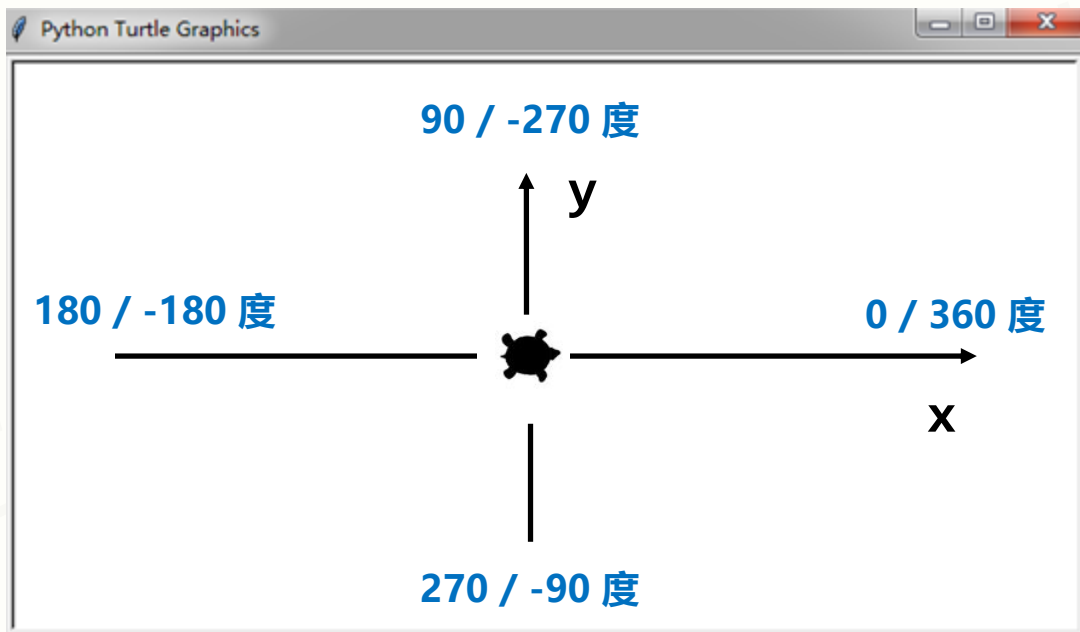 Python Turtle Graphics
90 / -270 度
y
180 / -180 度
0 / 360 度
x
270 / -90 度